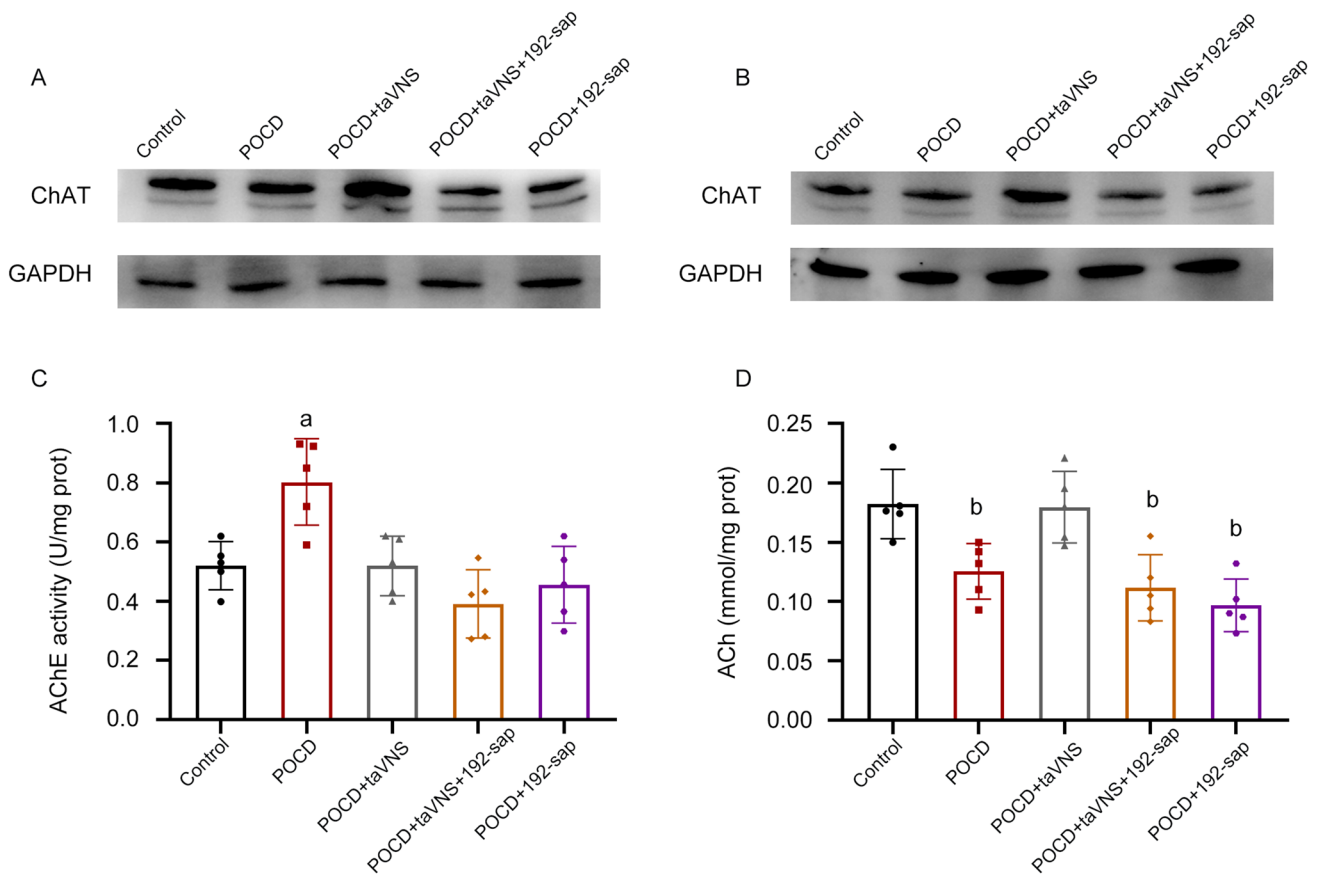 A
Control
POCD
POCD+taVNS
POCD+taVNS+192-sap
POCD+192-sap
ChAT
GAPDH
B
Control
POCD
POCD+taVNS
POCD+taVNS+192-sap
POCD+192-sap
ChAT
GAPDH
C
AChE activity (U/mg prot)
1.0
0.8
0.6
0.4
0.2
0.0
a
Control
POCD
POCD+taVNS
POCD+taVNS+192-sap
POCD+192-sap
D
ACh (mmol/mg prot)
0.25
0.20
0.15
0.10
0.05
0.00
b
b
b
Control
POCD
POCD+taVNS
POCD+taVNS+192-sap
POCD+192-sap